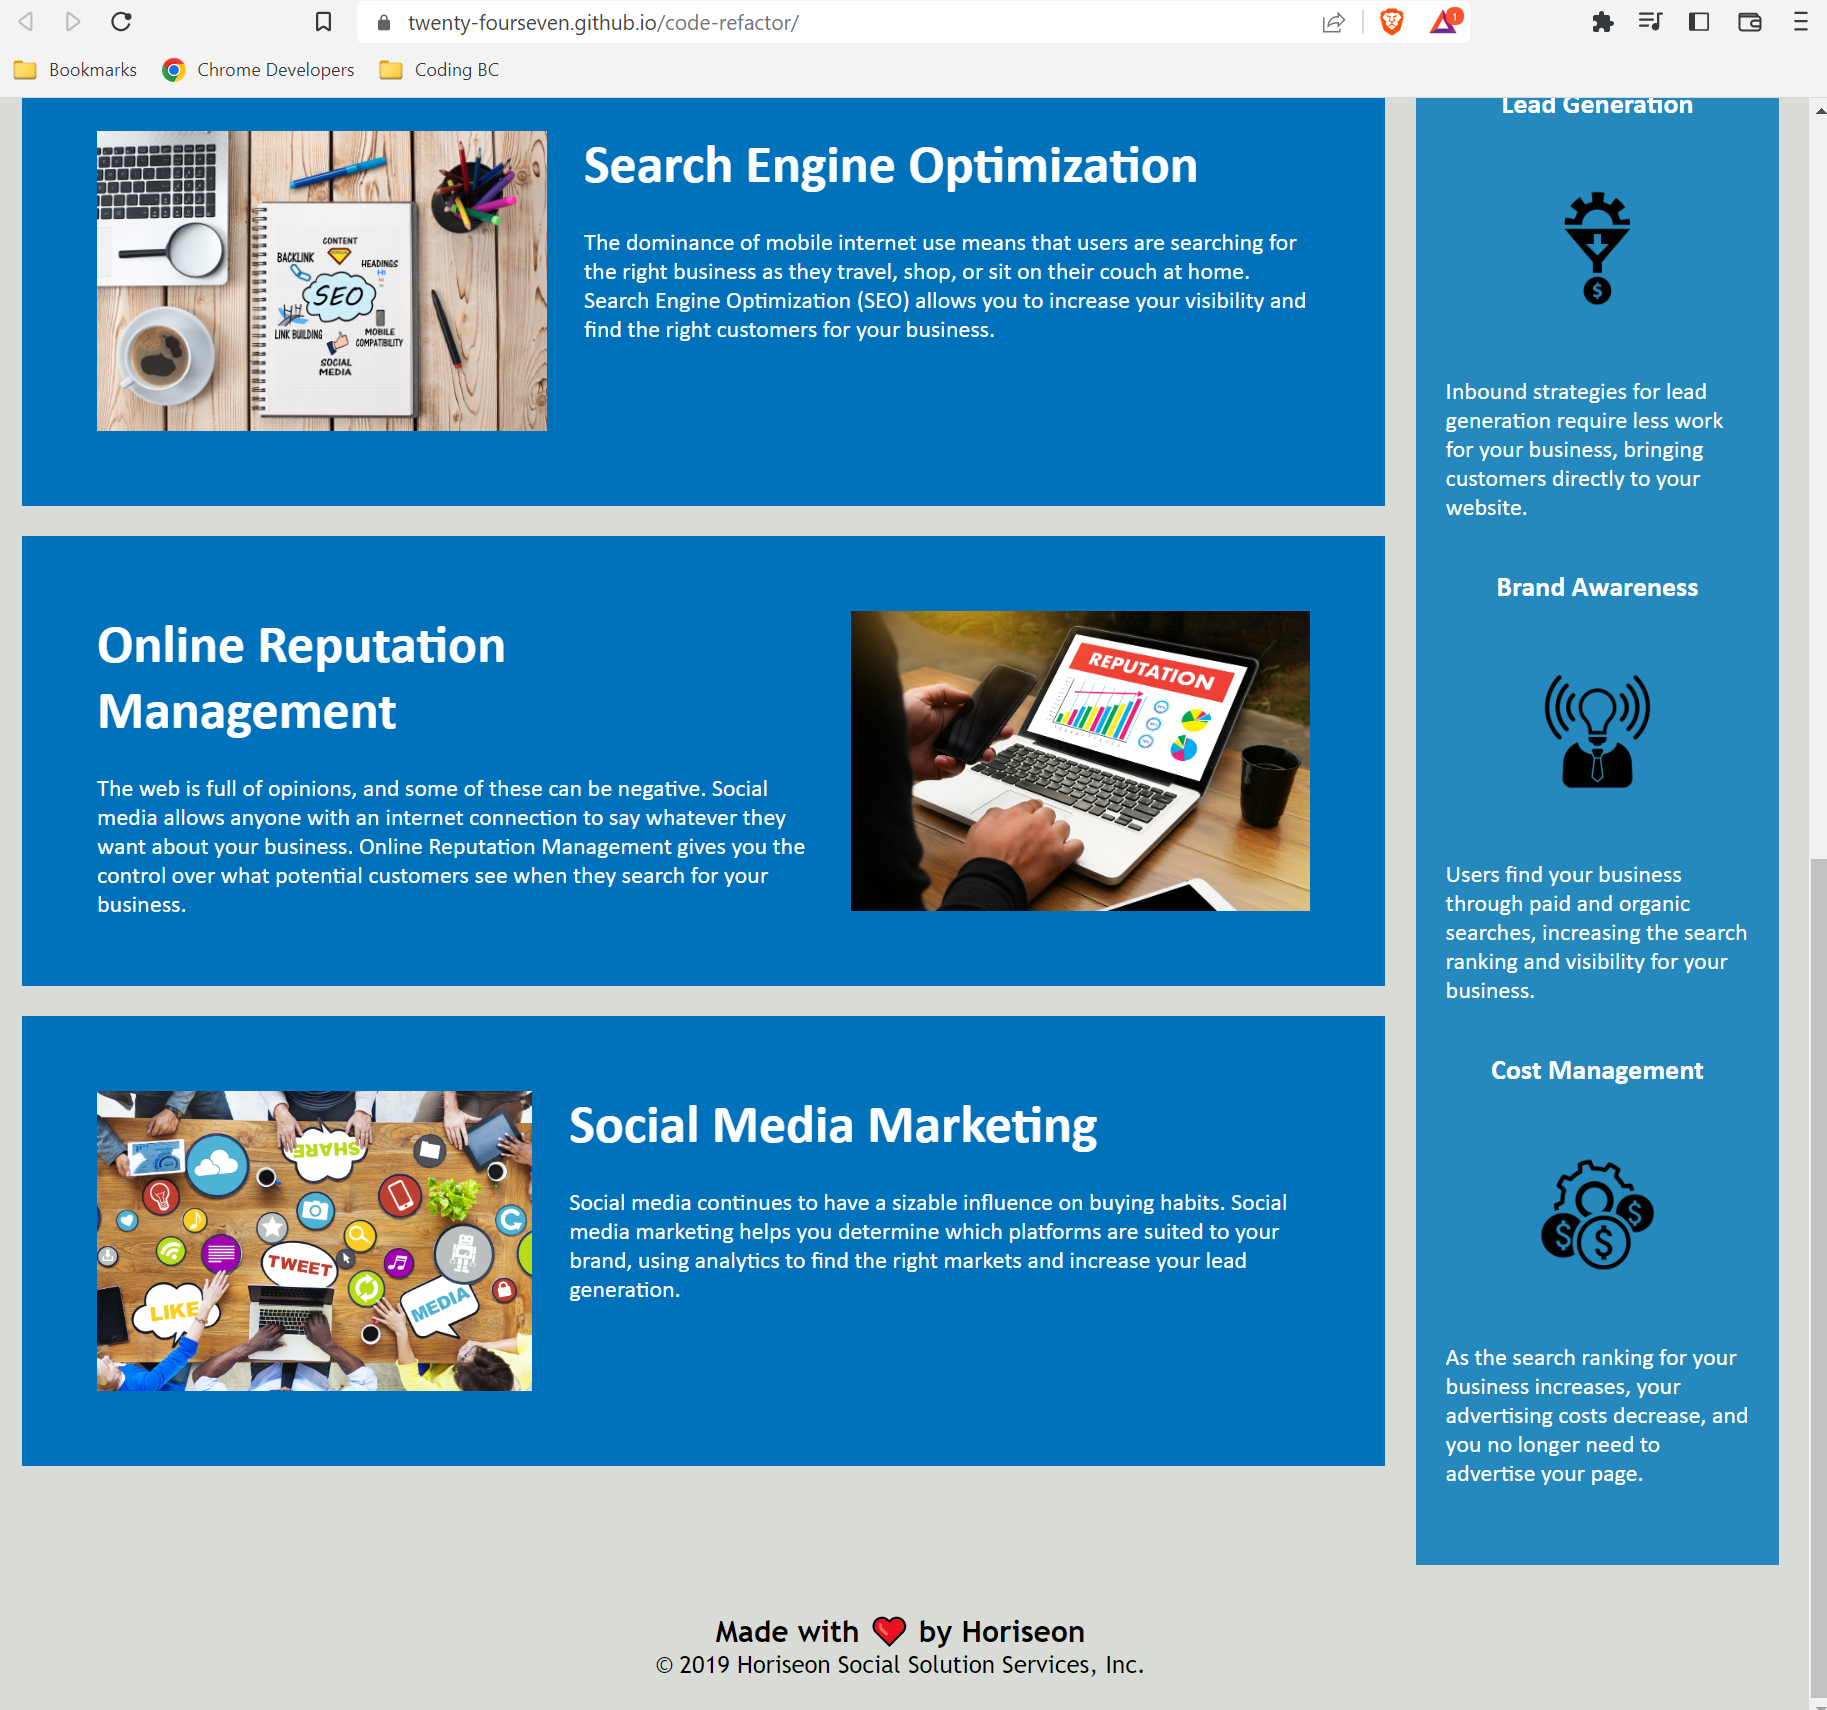 twenty-fourseven.github.io/code-refactor/
1
Bookmarks
Chrome Developers
Coding BC
Search Engine Optimization
The dominance of mobile internet use means that users are searching for
the right business as they travel, shop, or sit on their couch at home.
Search Engine Optimization (SEO) allows you to increase your visibility and
find the right customers for your business.
CONTENT
BACKLINK
HEADINGS
H1
SEO
LINK BUILDING
MOBILE
COMPATIBILITY
SOCIAL
MEDIA
Online Reputation
Management
The web is full of opinions, and some of these can be negative. Social
media allows anyone with an internet connection to say whatever they
want about your business. Online Reputation Management gives you the
control over what potential customers see when they search for your
business.
REPUTATION
Social Media Marketing
Social media continues to have a sizable influence on buying habits. Social
media marketing helps you determine which platforms are suited to your
brand, using analytics to find the right markets and increase your lead
generation.
SHARE
TWEET
LIKE
MEDIA
Lead Generation
$
Inbound strategies for lead
generation require less work
for your business, bringing
customers directly to your
website.
Brand Awareness
Users find your business
through paid and organic
searches, increasing the search
ranking and visibility for your
business.
Cost Management
$
$
$
As the search ranking for your
business increases, your
advertising costs decrease, and
you no longer need to
advertise your page.
Made with ❤️ by Horiseon
© 2019 Horiseon Social Solution Services, Inc.